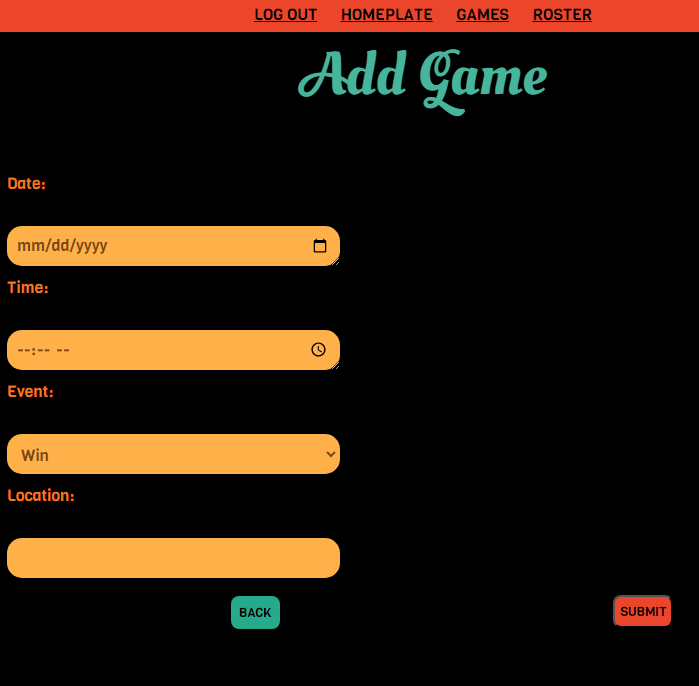 LOG OUT HOMEPLATE GAMES ROSTER
Add Game
Date:
mm/dd/yyyy
Time:
--:-- --
Event:
Win
Location:
BACK SUBMIT